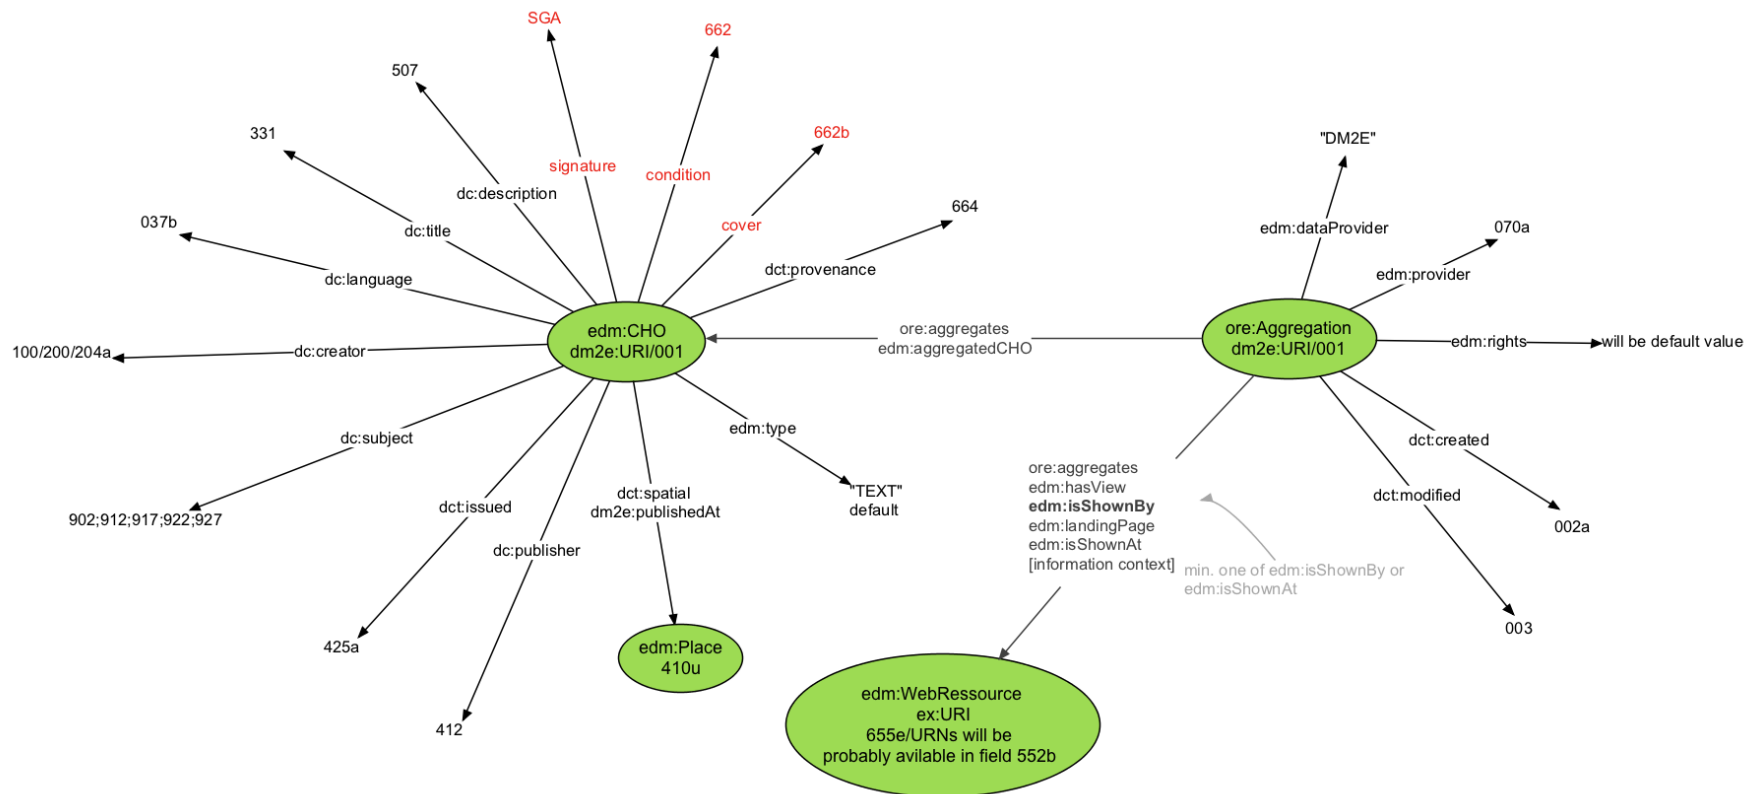 SGA
662
507
662b
331
"DM2E"
signature
condition
dc:description
664
037b
cover
070a
dc:title
edm:dataProvider
dct:provenance
edm:provider
dc:language
edm:CHO
dm2e:URI/001
ore:aggregates
edm:aggregatedCHO
ore:Aggregation
dm2e:URI/001
edm:rights
will be default value
100/200/204a
dc:creator
edm:type
dc:subject
dct:created
ore:aggregates
edm:hasView
edm:isShownBy
edm:landingPage
edm:isShownAt
[information context]
"TEXT"
default
dct:spatial
dm2e:publishedAt
dct:modified
dct:issued
902;912;917;922;927
002a
dc:publisher
min. one of edm:isShownBy or
edm:isShownAt
003
425a
edm:Place
410u
412
edm:WebRessource
ex:URI
655e/URNs will be
probably avilable in field 552b